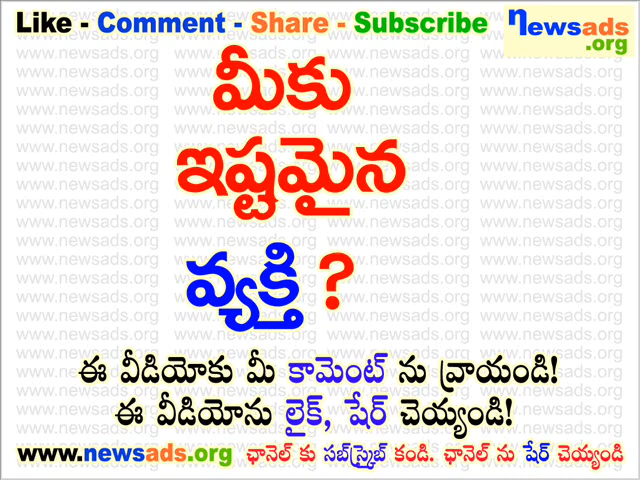 Like - Comment - Share - Subscribe
newsads
.org
మీకు
ఇష్టమైన
వ్యక్తి ?
ఈ వీడియోకు మీ కామెంట్ ను వ్రాయండి!
ఈ వీడియోను లైక్, షేర్ చెయ్యండి!
www.newsads.org ఛానెల్ కు సబ్‌స్క్రైబ్ కండి. ఛానెల్ ను షేర్ చెయ్యండి